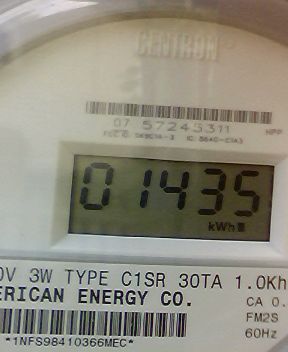 CENTRON
07 57245311
HPP
01435
kWh
0V 3W TYPE C1SR 30TA 1.0Kh
ERICAN ENERGY CO.
CA 0.
FM2S
60Hz
*1NFS98410366MEC*